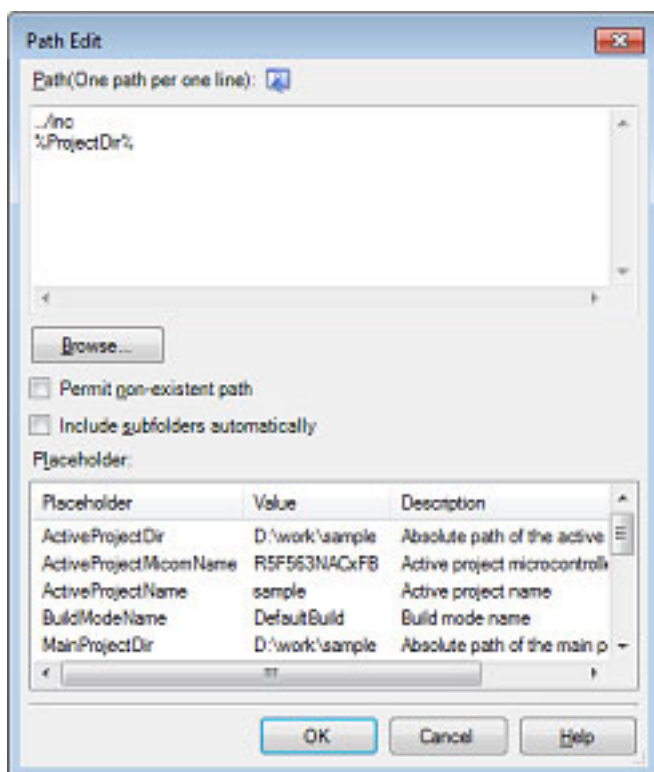 Path Edit
Path(One path per one line):
../inc
%ProjectDir%
Browse...
Permit non-existent path
Include subfolders automatically
Placeholder:
Placeholder Value Description
ActiveProjectDir D:\work\sample Absolute path of the active
ActiveProjectMicomName R5F563NACxFB Active project microcontroll
ActiveProjectName sample Active project name
BuildModeName DefaultBuild Build mode name
MainProjectDir D:\work\sample Absolute path of the main p
OK Cancel Help